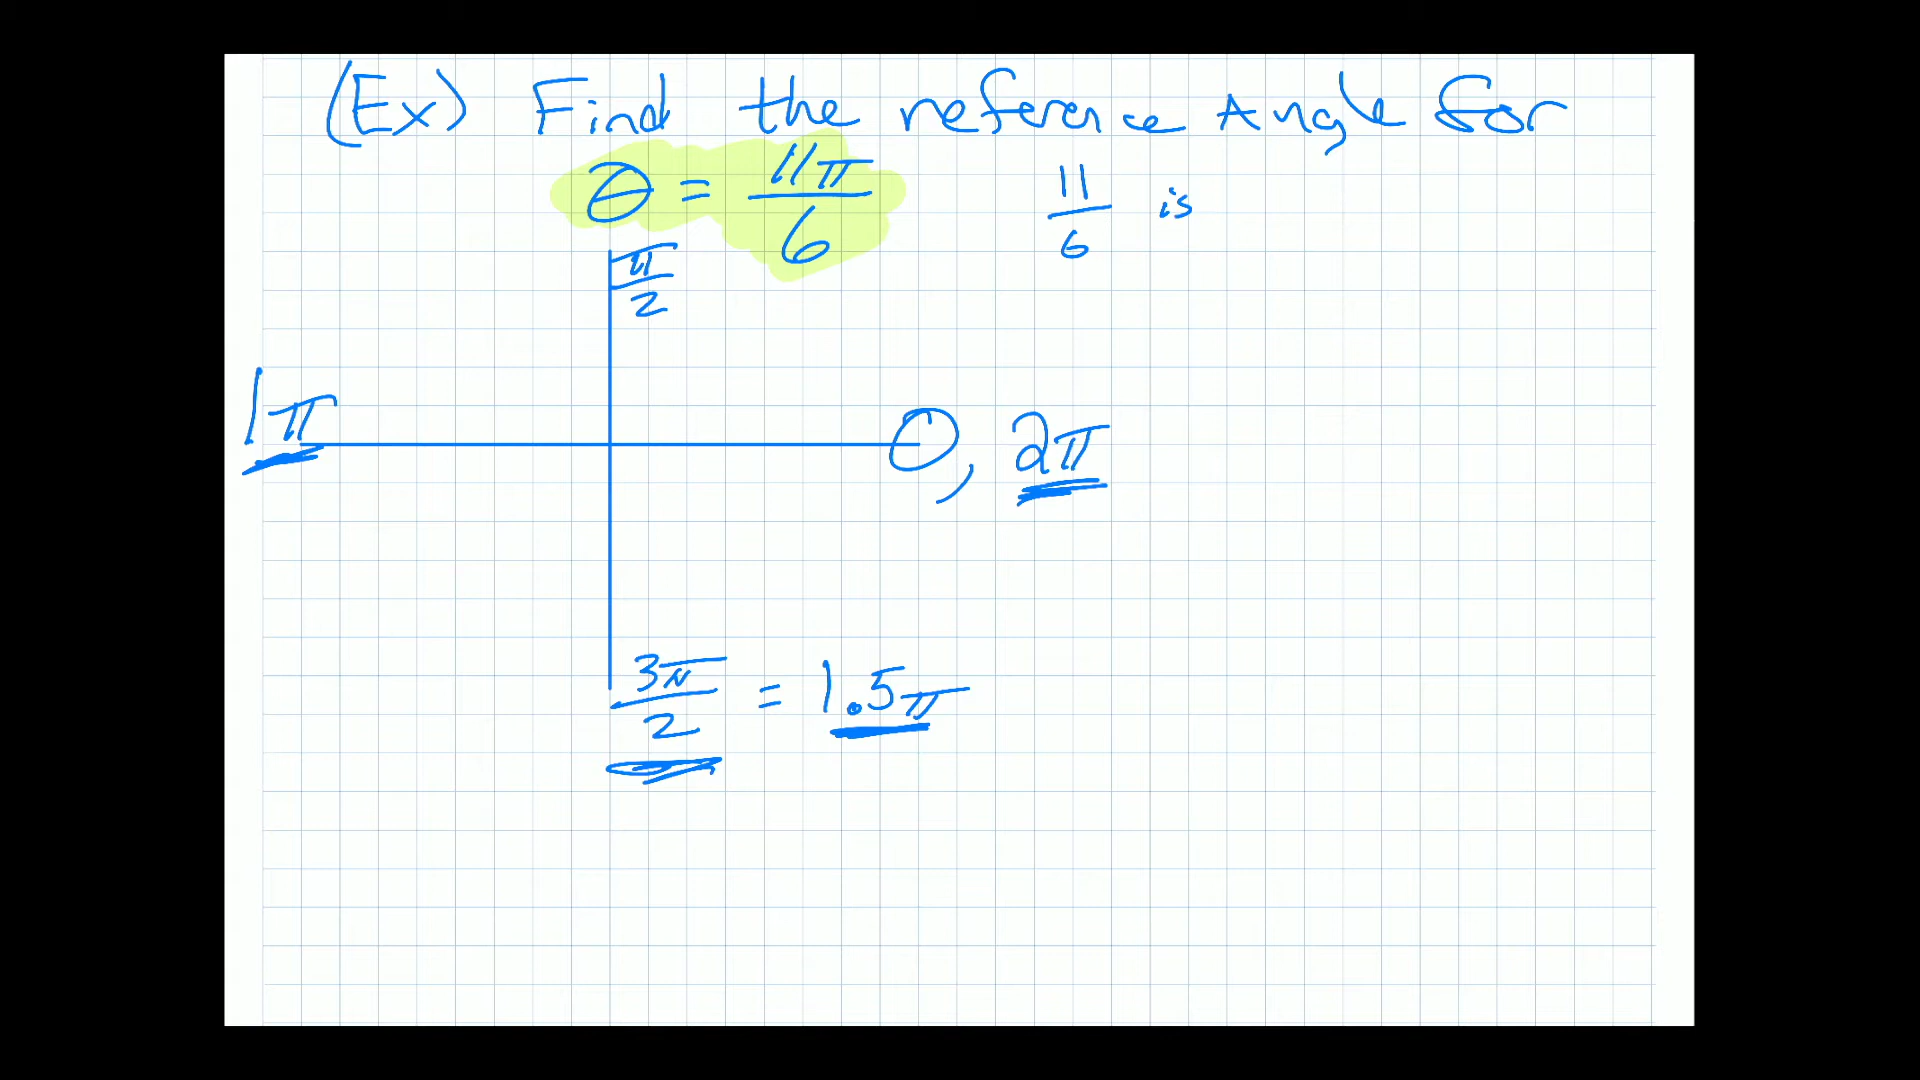 (Ex) Find the reference Angle for
θ = 11π/6
11/6 is
π/2
1π
0, 2π
3π/2 = 1.5π